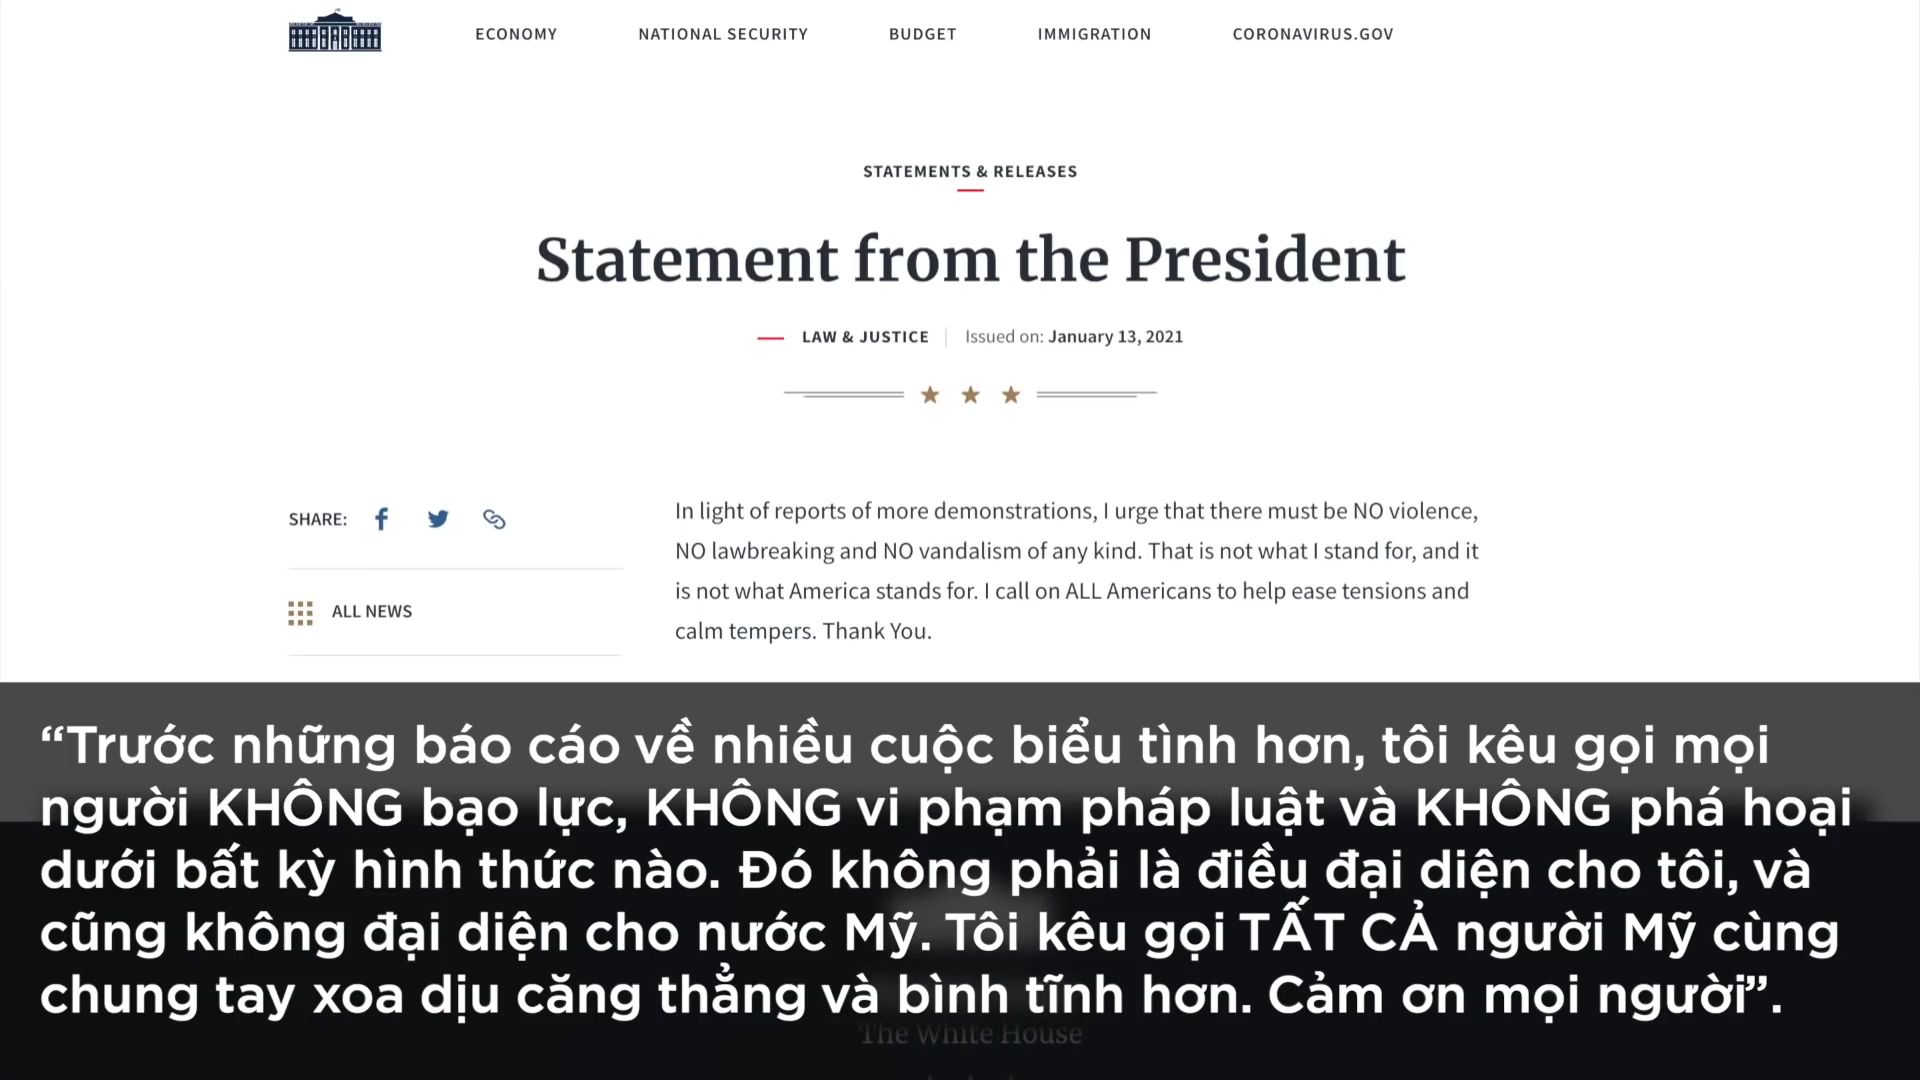 ECONOMY NATIONAL SECURITY BUDGET IMMIGRATION CORONAVIRUS.GOV
STATEMENTS & RELEASES
Statement from the President
LAW & JUSTICE Issued on: January 13, 2021
SHARE:
ALL NEWS
In light of reports of more demonstrations, I urge that there must be NO violence,
NO lawbreaking and NO vandalism of any kind. That is not what I stand for, and it
is not what America stands for. I call on ALL Americans to help ease tensions and
calm tempers. Thank You.
“Trước những báo cáo về nhiều cuộc biểu tình hơn, tôi kêu gọi mọi
người KHÔNG bạo lực, KHÔNG vi phạm pháp luật và KHÔNG phá hoại
dưới bất kỳ hình thức nào. Đó không phải là điều đại diện cho tôi, và
cũng không đại diện cho nước Mỹ. Tôi kêu gọi TẤT CẢ người Mỹ cùng
chung tay xoa dịu căng thẳng và bình tĩnh hơn. Cảm ơn mọi người”.
The White House